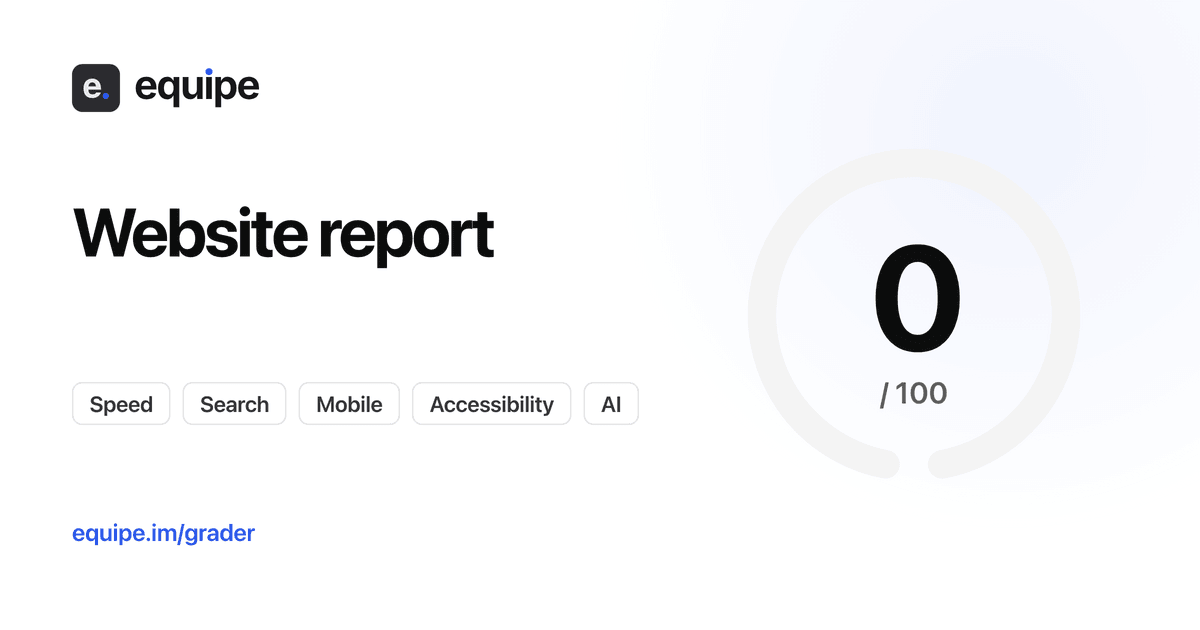 e.
equipe
Website report
0
/ 100
Speed
Search
Mobile
Accessibility
AI
equipe.im/grader